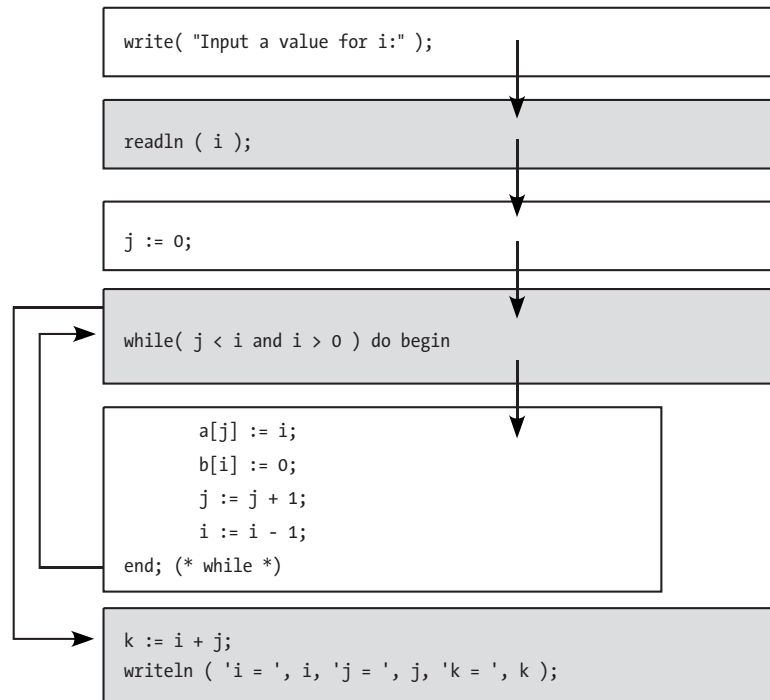 write( "Input a value for i:" );
readln ( i );
j := 0;
while( j < i and i > 0 ) do begin
a[j] := i;
b[i] := 0;
j := j + 1;
i := i - 1;
end; (* while *)
k := i + j;
writeln ( 'i = ', i, 'j = ', j, 'k = ', k );